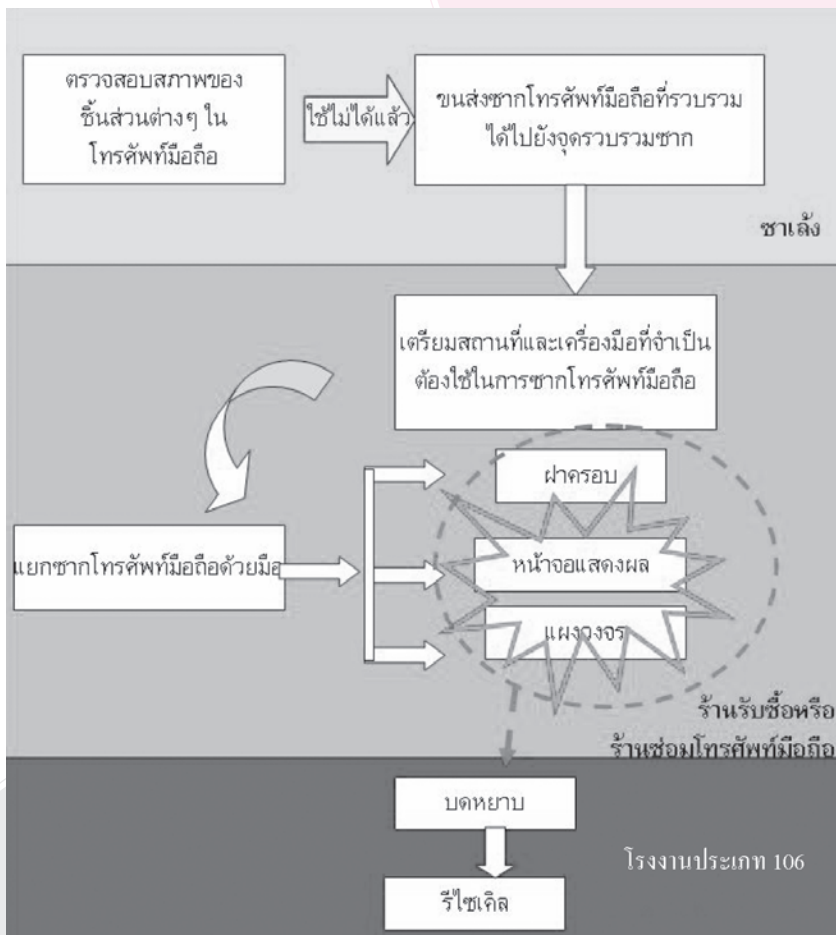 ตรวจสอบสภาพของ
ชิ้นส่วนต่างๆ ใน
โทรศัพท์มือถือ
ใช้ไม่ได้แล้ว
ขนส่งซากโทรศัพท์มือถือที่รวบรวม
ได้ไปยังจุดรวบรวมซาก
ซาเล้ง
เตรียมสถานที่และเครื่องมือที่จำเป็น
ต้องใช้ในการซากโทรศัพท์มือถือ
แยกซากโทรศัพท์มือถือด้วยมือ
ฝาครอบ
หน้าจอแสดงผล
แผงวงจร
ร้านรับซื้อหรือ
ร้านซ่อมโทรศัพท์มือถือ
บดหยาบ
โรงงานประเภท 106
รีไซเคิล